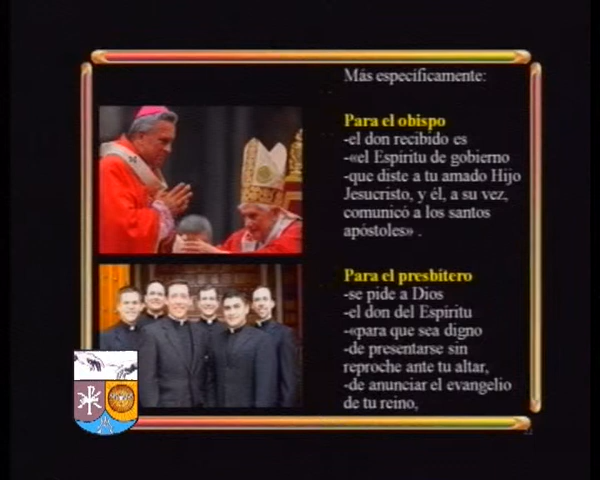 Más específicamente:
Para el obispo
-el don recibido es
-«el Espíritu de gobierno
-que diste a tu amado Hijo
Jesucristo, y él, a su vez,
comunicó a los santos
apóstoles» .
Para el presbítero
-se pide a Dios
-el don del Espíritu
-«para que sea digno
-de presentarse sin
reproche ante tu altar,
-de anunciar el evangelio
de tu reino,